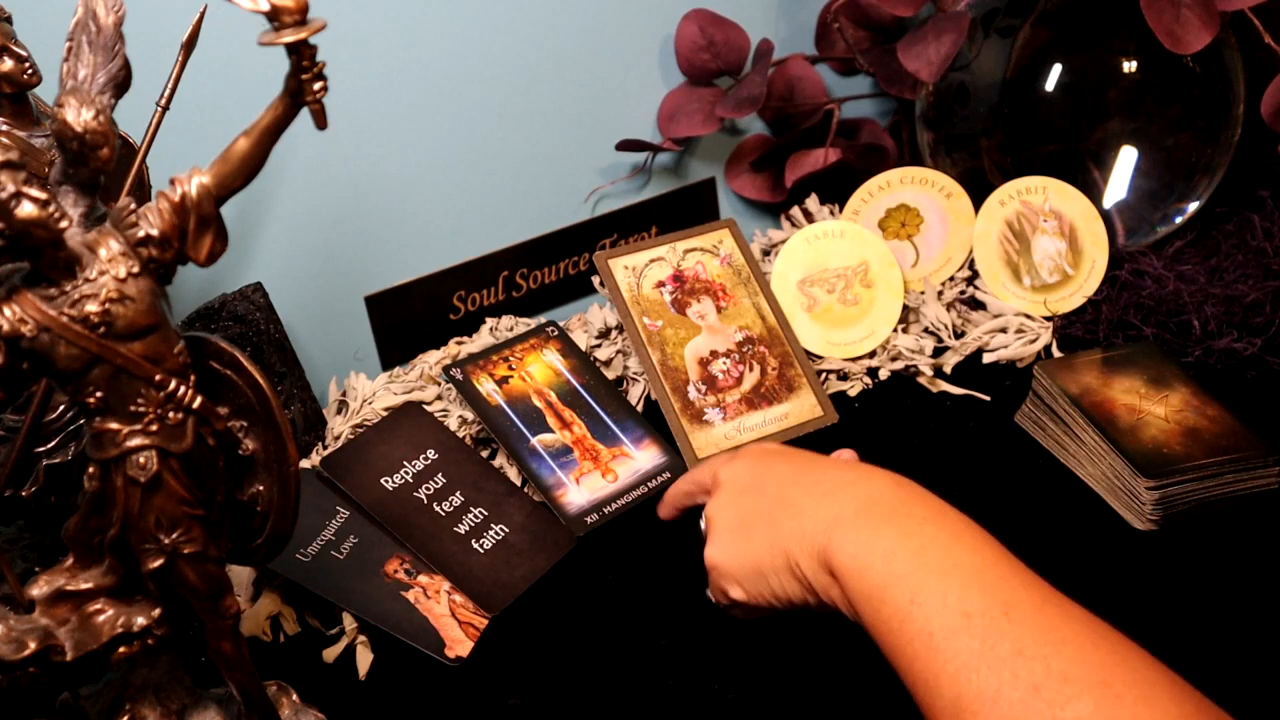 Soul Source Tarot
TABLE
R-LEAF CLOVER
RABBIT
Abundance
XII · HANGING MAN
Replace
your
fear
with
faith
Unrequited
Love